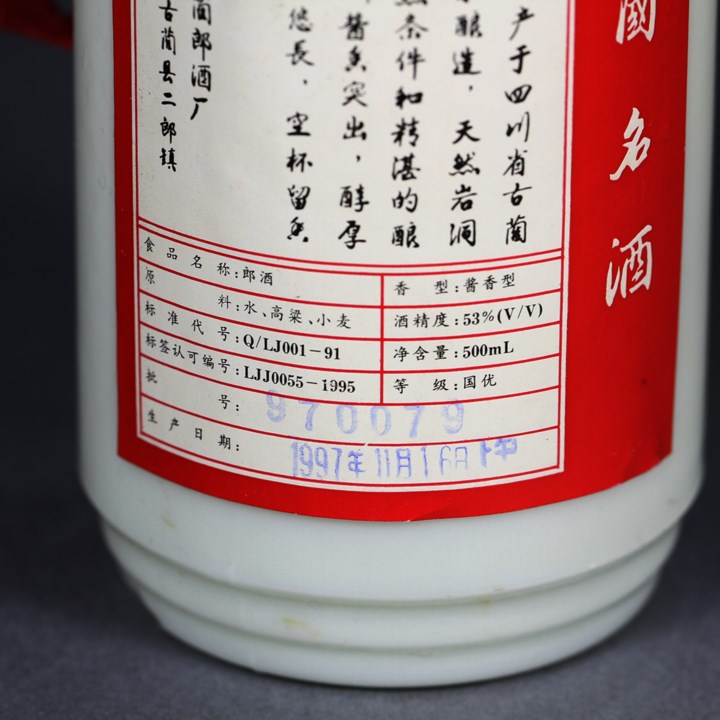 國名酒
产于四川省古蔺
酿造，天然岩洞
然条件和精湛的酿
酱香突出，醇厚
悠長，空杯留香
蔺郎酒厂
古蔺县二郎镇
食品名称：郎酒
香型：酱香型
原料：水、高粱、小麦
酒精度：53%(V/V)
标准代号：Q/LJ001-91
净含量：500mL
标签认可编号：LJJ0055-1995
等级：国优
批号：970079
生产日期：1997年11月16日上午